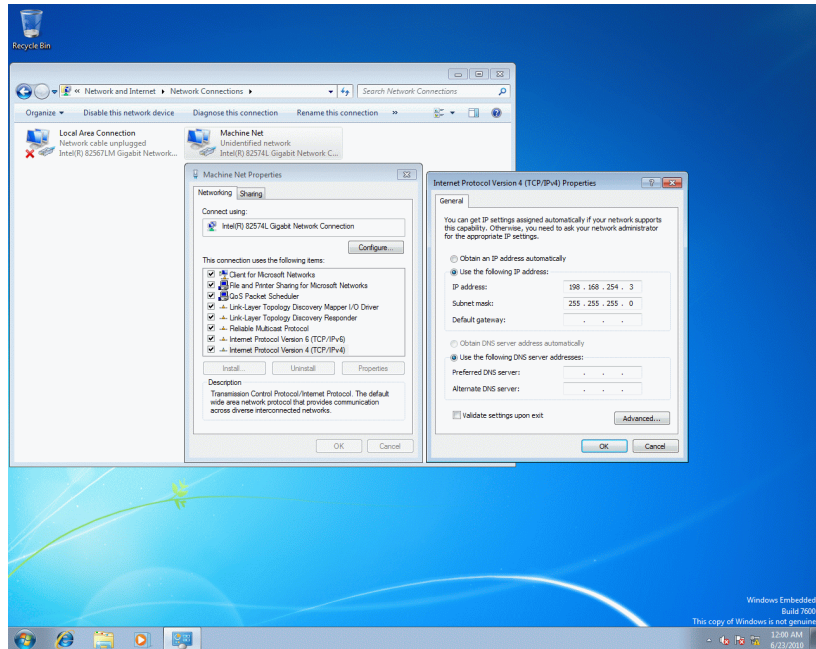 Recycle Bin
« Network and Internet ▸ Network Connections ▸
Search Network Connections
Organize
Disable this network device
Diagnose this connection
Rename this connection
»
Local Area Connection
Network cable unplugged
Intel(R) 82567LM Gigabit Network...
Machine Net
Unidentified network
Intel(R) 82574L Gigabit Network C...
Machine Net Properties
Networking
Sharing
Connect using:
Intel(R) 82574L Gigabit Network Connection
Configure...
This connection uses the following items:
Client for Microsoft Networks
File and Printer Sharing for Microsoft Networks
QoS Packet Scheduler
Link-Layer Topology Discovery Mapper I/O Driver
Link-Layer Topology Discovery Responder
Reliable Multicast Protocol
Internet Protocol Version 6 (TCP/IPv6)
Internet Protocol Version 4 (TCP/IPv4)
Install...
Uninstall
Properties
Description
Transmission Control Protocol/Internet Protocol. The default
wide area network protocol that provides communication
across diverse interconnected networks.
OK
Cancel
Internet Protocol Version 4 (TCP/IPv4) Properties
General
You can get IP settings assigned automatically if your network supports
this capability. Otherwise, you need to ask your network administrator
for the appropriate IP settings.
Obtain an IP address automatically
Use the following IP address:
IP address: 198 . 168 . 254 . 3
Subnet mask: 255 . 255 . 255 . 0
Default gateway: . . .
Obtain DNS server address automatically
Use the following DNS server addresses:
Preferred DNS server: . . .
Alternate DNS server: . . .
Validate settings upon exit
Advanced...
OK
Cancel
Windows Embedded
Build 7600
This copy of Windows is not genuine
12:00 AM
6/23/2010